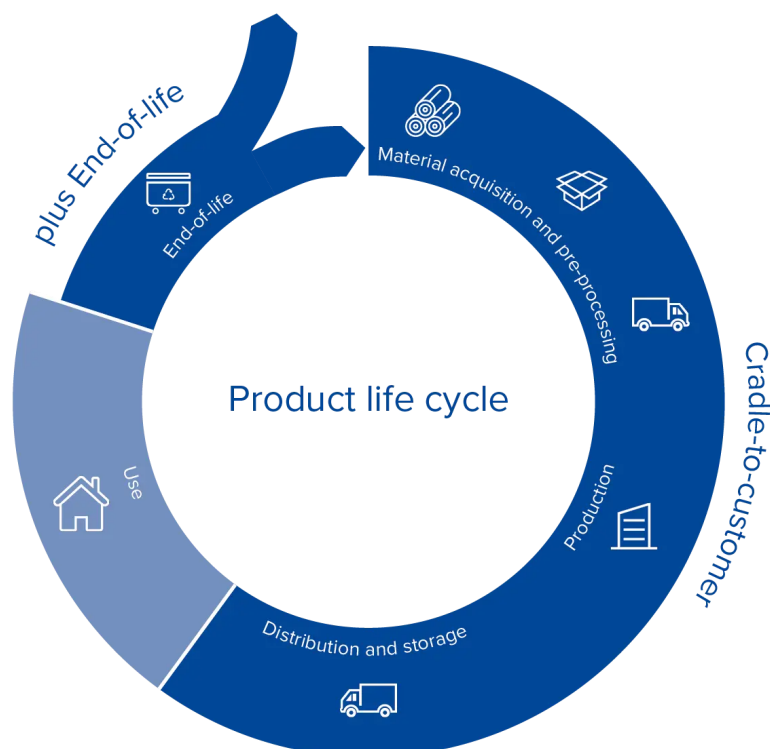 plus End-of-life
End-of-life
Material acquisition and pre-processing
Product life cycle
Cradle-to-customer
Use
Production
Distribution and storage